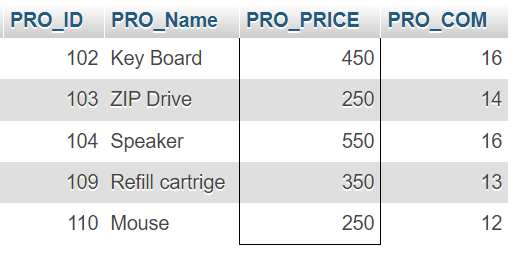 PRO_ID PRO_Name PRO_PRICE PRO_COM
102 Key Board 450 16
103 ZIP Drive 250 14
104 Speaker 550 16
109 Refill cartrige 350 13
110 Mouse 250 12